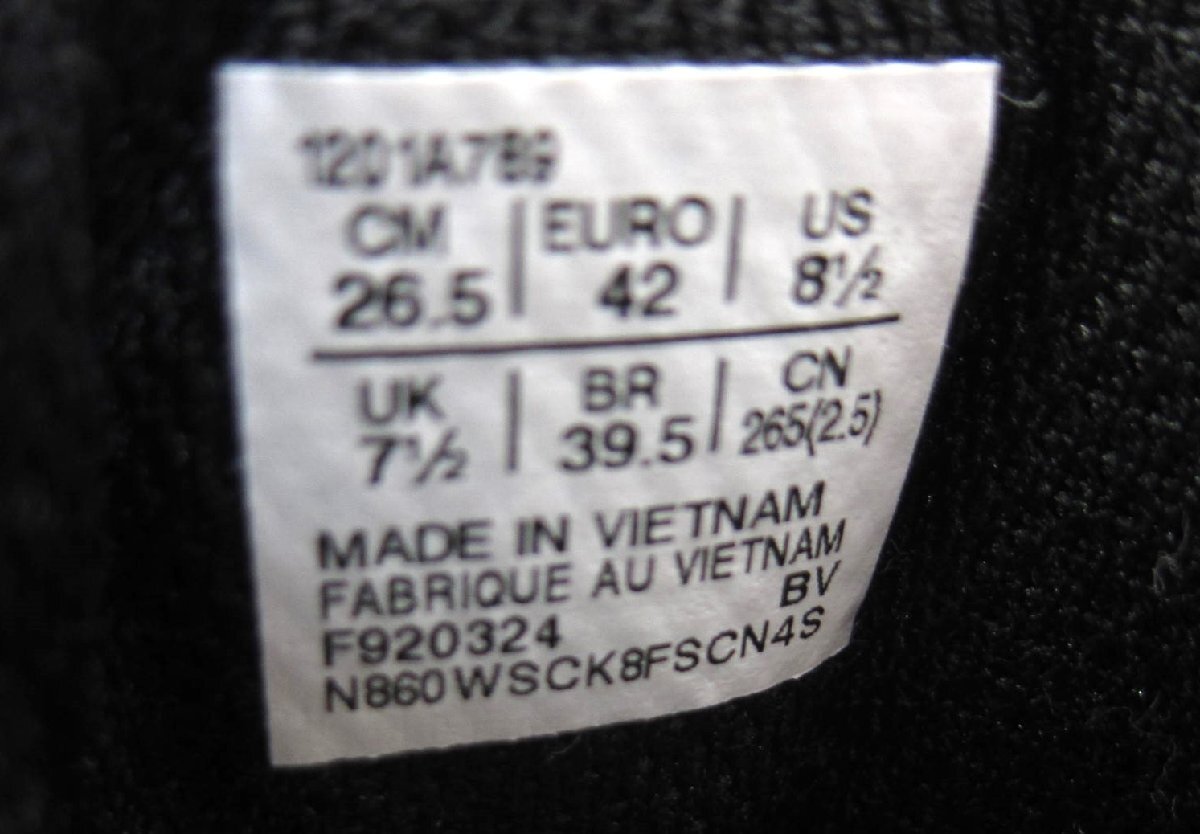 1201A789
CM | EURO | US
26.5 | 42 | 8½
UK | BR | CN
7½ | 39.5 | 265(2.5)
MADE IN VIETNAM
FABRIQUE AU VIETNAM
BV
F920324
N860WSCK8FSCN4S